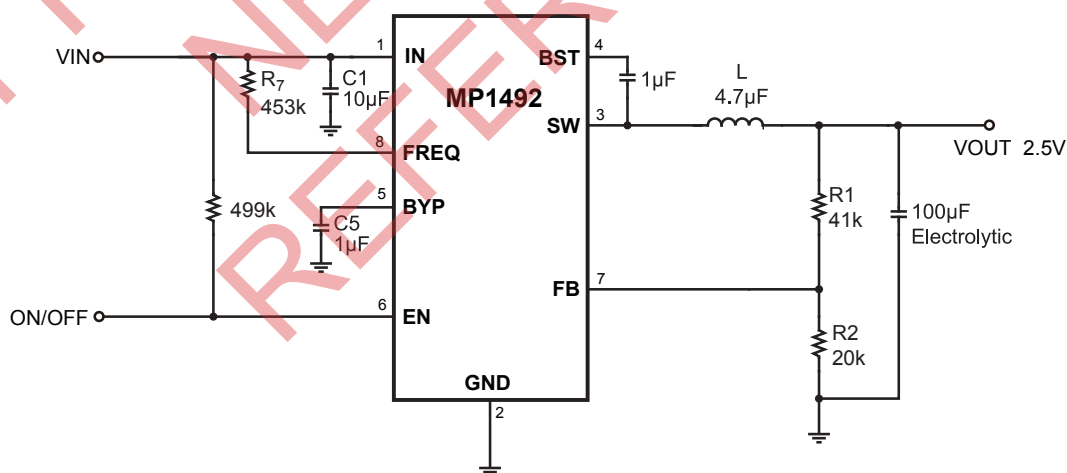 VIN
1
IN
R7
453k
C1
10µF
8
FREQ
499k
5
BYP
C5
1µF
ON/OFF
6
EN
MP1492
BST
4
1µF
SW
3
L
4.7µF
VOUT 2.5V
R1
41k
100µF
Electrolytic
FB
7
R2
20k
GND
2
REFER